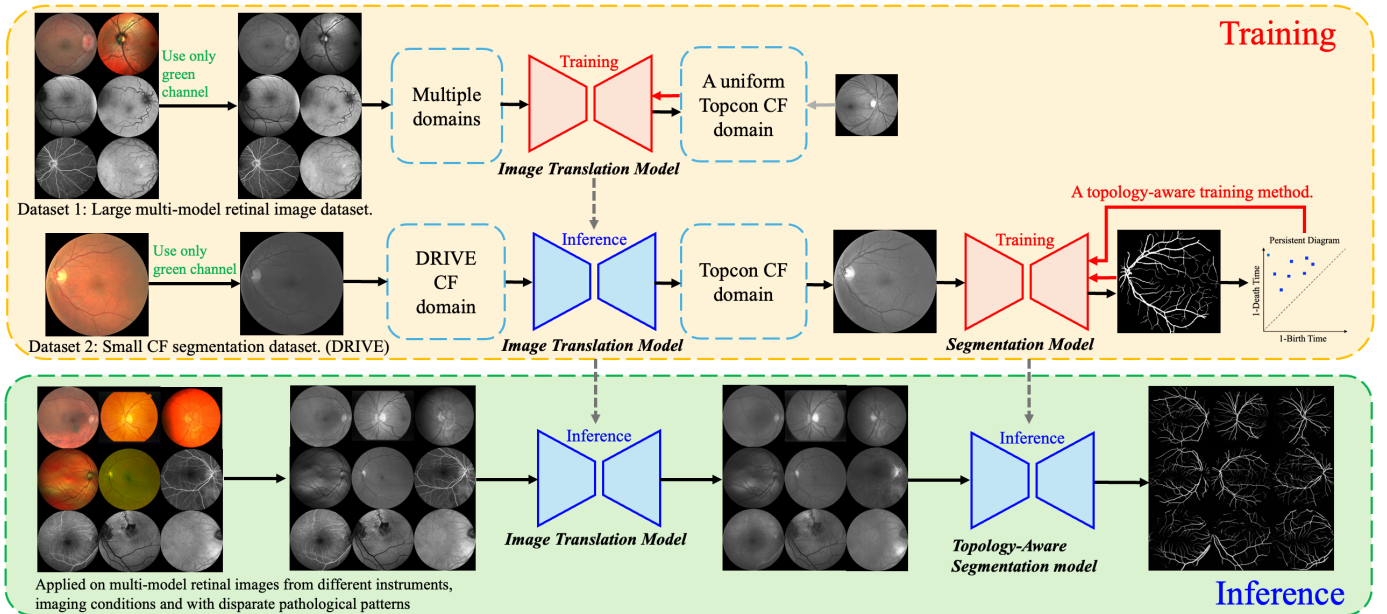 Training
Use only
green
channel
Multiple
domains
Training
A uniform
Topcon CF
domain
Image Translation Model
Dataset 1: Large multi-model retinal image dataset.
A topology-aware training method.
Use only
green channel
DRIVE
CF
domain
Inference
Topcon CF
domain
Training
Persistent Diagram
1-Death Time
1-Birth Time
Dataset 2: Small CF segmentation dataset. (DRIVE)
Image Translation Model
Segmentation Model
Inference
Inference
Image Translation Model
Topology-Aware
Segmentation model
Applied on multi-model retinal images from different instruments,
imaging conditions and with disparate pathological patterns
Inference